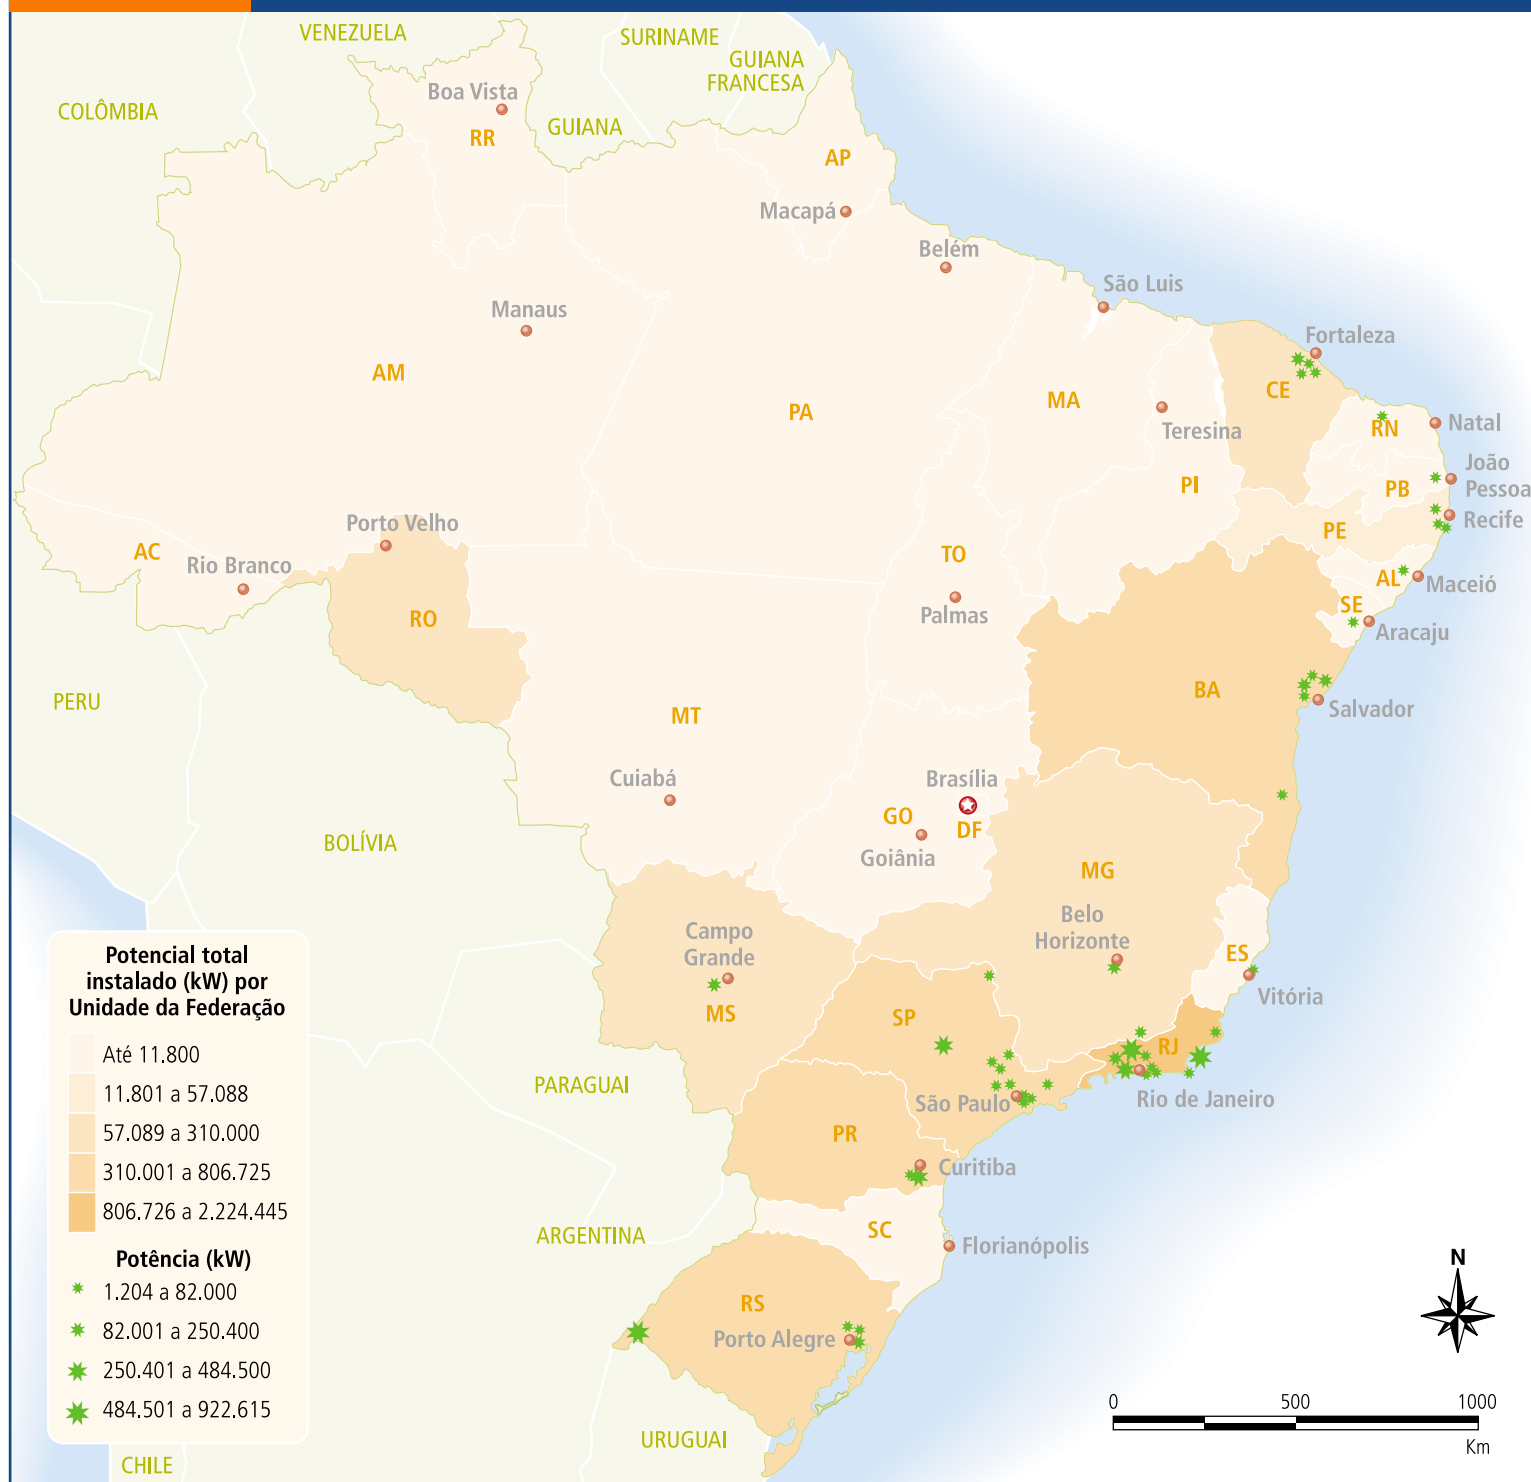 VENEZUELA
SURINAME
GUIANA
FRANCESA
COLÔMBIA
Boa Vista
GUIANA
RR
AP
Macapá
Belém
São Luis
Manaus
Fortaleza
AM
PA
MA
CE
Teresina
RN
Natal
João
Pessoa
PI
PB
Porto Velho
Recife
PE
AC
Rio Branco
TO
AL
Maceió
Palmas
SE
Aracaju
RO
PERU
BA
Salvador
MT
Cuiabá
Brasília
GO
DF
Goiânia
BOLÍVIA
MG
Belo
Horizonte
Campo
Grande
ES
Vitória
MS
SP
RJ
PARAGUAI
São Paulo
Rio de Janeiro
PR
Curitiba
ARGENTINA
SC
Florianópolis
RS
Porto Alegre
URUGUAI
CHILE
Potencial total
instalado (kW) por
Unidade da Federação
Até 11.800
11.801 a 57.088
57.089 a 310.000
310.001 a 806.725
806.726 a 2.224.445
Potência (kW)
1.204 a 82.000
82.001 a 250.400
250.401 a 484.500
484.501 a 922.615
N
0 500 1000
Km